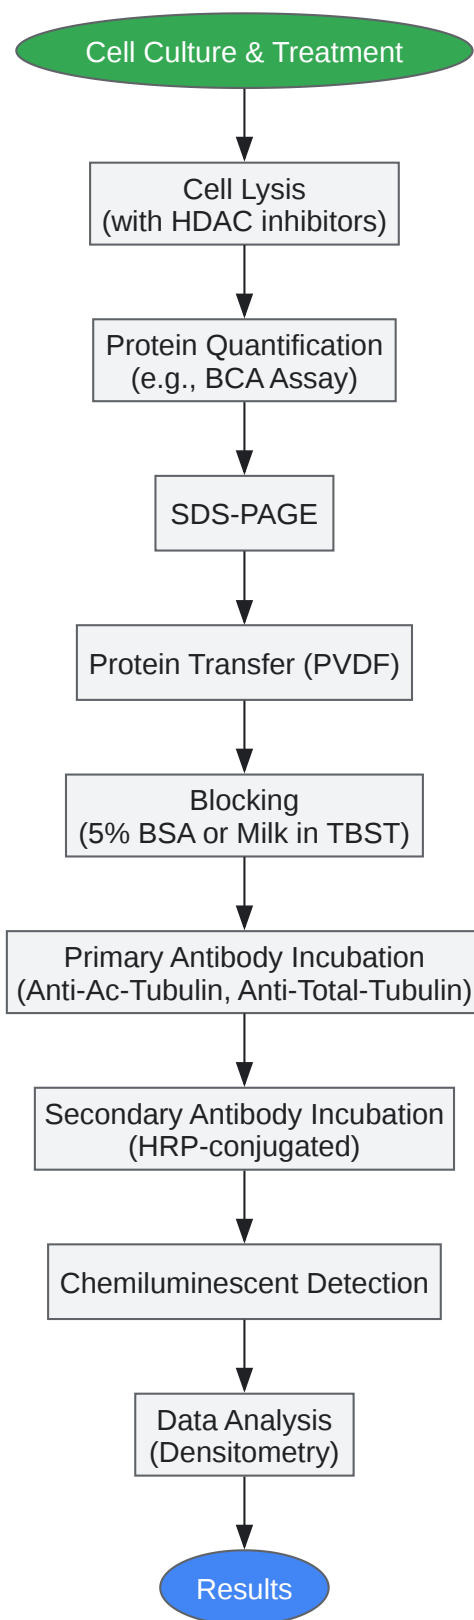 Cell Culture & Treatment
Cell Lysis
(with HDAC inhibitors)
Protein Quantification
(e.g., BCA Assay)
SDS-PAGE
Protein Transfer (PVDF)
Blocking
(5% BSA or Milk in TBST)
Primary Antibody Incubation
(Anti-Ac-Tubulin, Anti-Total-Tubulin)
Secondary Antibody Incubation
(HRP-conjugated)
Chemiluminescent Detection
Data Analysis
(Densitometry)
Results